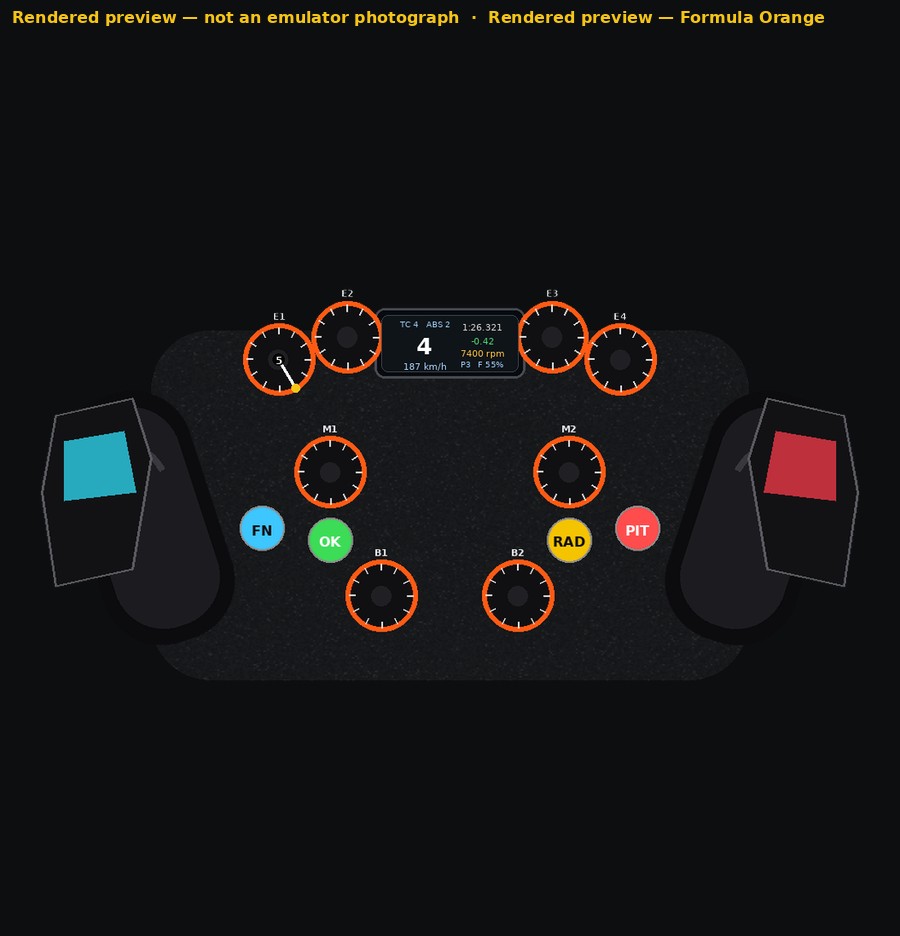 Rendered preview — not an emulator photograph · Rendered preview — Formula Orange
E2
E3
E1
E4
TC 4 ABS 2
1:26.321
-0.42
4
7400 rpm
187 km/h
P3 F 55%
5
M1
M2
FN
OK
RAD
PIT
B1
B2